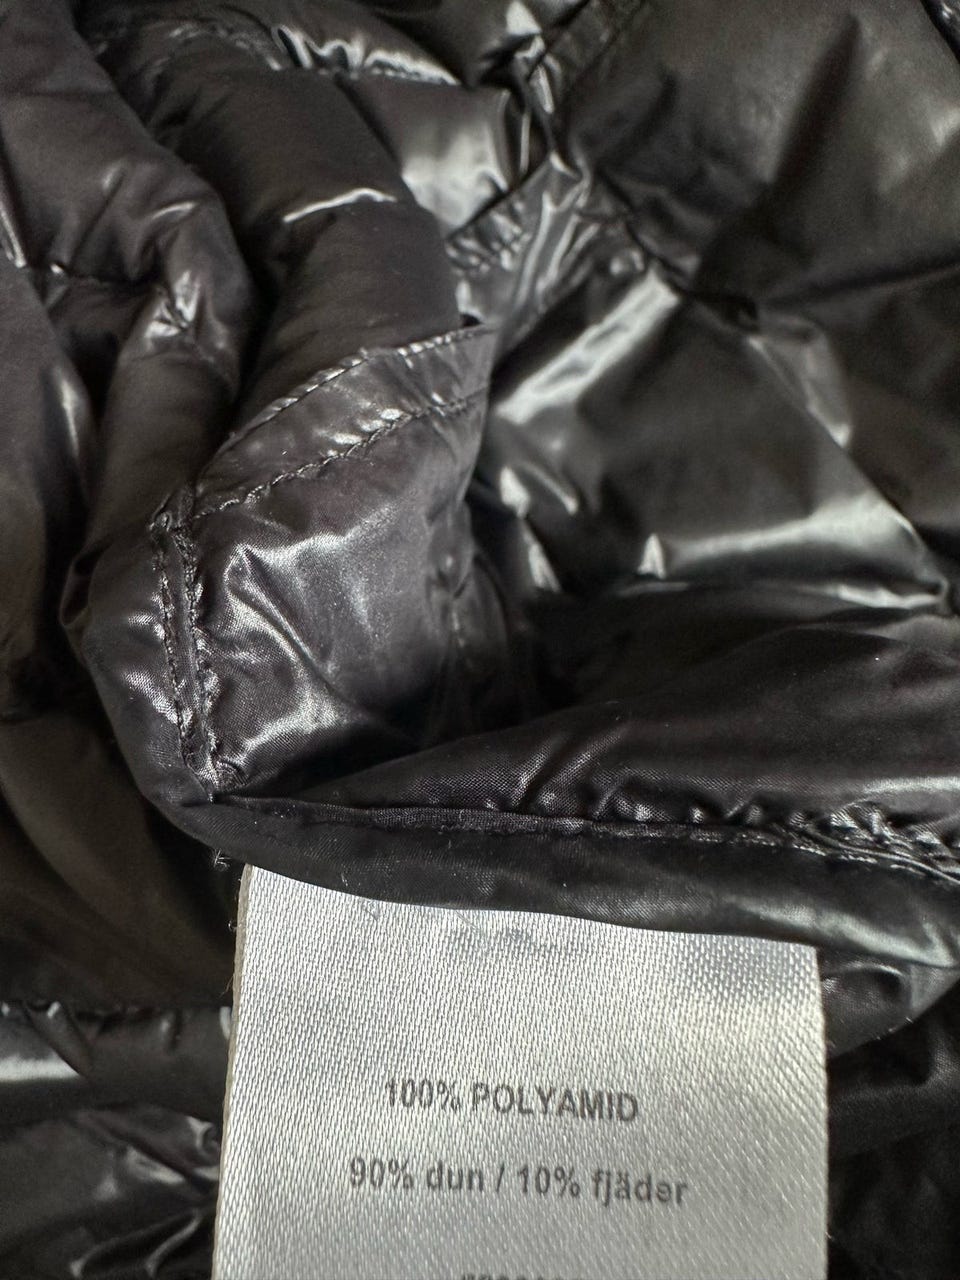 100% POLYAMID
90% dun / 10% fjäder